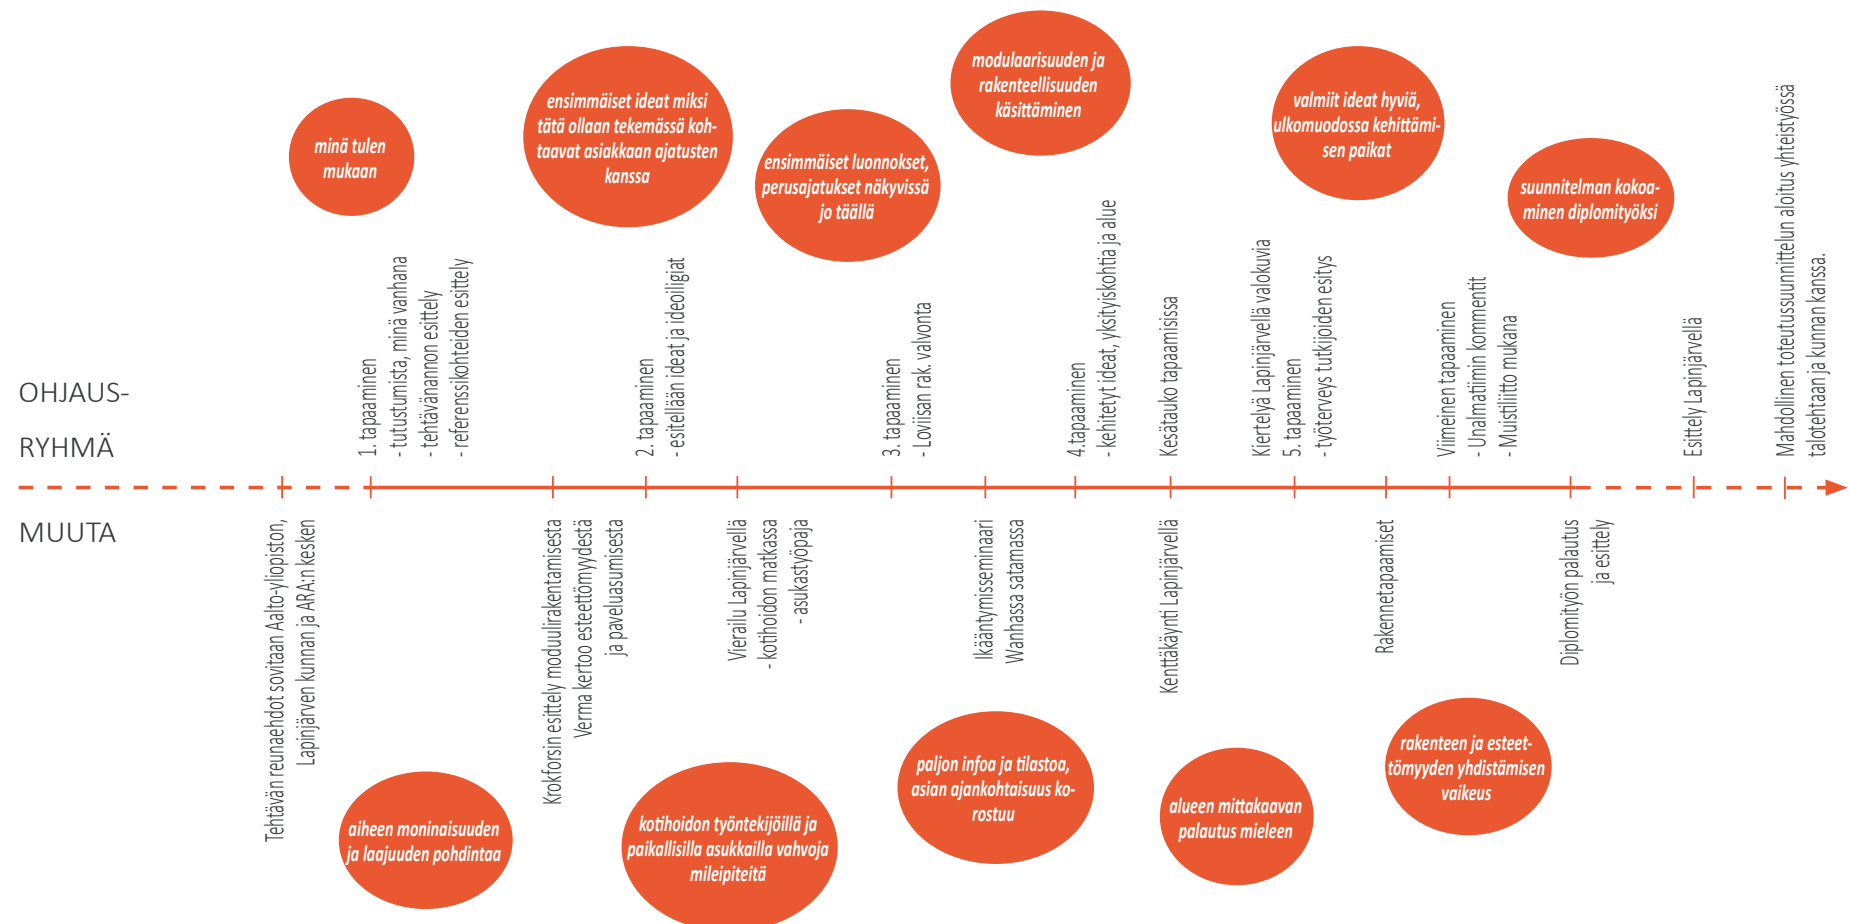 minä tulen
mukaan
ensimmäiset ideat miksi
tätä ollaan tekemässä koh-
taavat asiakkaan ajatusten
kanssa
ensimmäiset luonnokset,
perusajatukset näkyvissä
jo täällä
modulaarisuuden ja
rakenteellisuuden
käsittäminen
valmiit ideat hyviä,
ulkomuodossa kehittämi-
sen paikat
suunnitelman kokoa-
minen diplomityöksi
OHJAUS-
RYHMÄ
1. tapaaminen
- tutustumista, minä vanhana
- tehtävänannon esittely
- referenssikohteiden esittely
2. tapaaminen
- esitellään ideat ja ideoiligiat
3. tapaaminen
- Loviisan rak. valvonta
4.tapaaminen
- kehitetyt ideat, yksityiskohtia ja alue
Kesätauko tapaamisissa
Kiertelyä Lapinjärvellä valokuvia
5. tapaaminen
- työterveys tutkijoiden esitys
Viimeinen tapaaminen
- Unalmatiimin kommentit
- Muistiliitto mukana
Esittely Lapinjärvellä
Mahdollinen toteutusuunnittelun aloitus yhteistyössä
talotehtaan ja kunnan kanssa.
MUUTA
Tehtävän reunaehdot sovitaan Aalto-yliopiston,
Lapinjärven kunnan ja ARA:n kesken
Krokforsin esittely moduulirakentamisesta
Verma kertoo esteettömyydestä
ja paveluasumisesta
Vierailu Lapinjärvellä
- kotihoidon matkassa
- asukastyöpaja
Ikääntymisseminaari
Wanhassa satamassa
Kenttäkäynti Lapinjärvellä
Rakennetapaamiset
Diplomityön palautus
ja esittely
aiheen moninaisuuden
ja laajuuden pohdintaa
kotihoidon työntekijöillä ja
paikallisilla asukkailla vahvoja
mileipiteitä
paljon infoa ja tilastoa,
asian ajankohtaisuus ko-
rostuu
alueen mittakaavan
palautus mieleen
rakenteen ja esteet-
tömyyden yhdistämisen
vaikeus